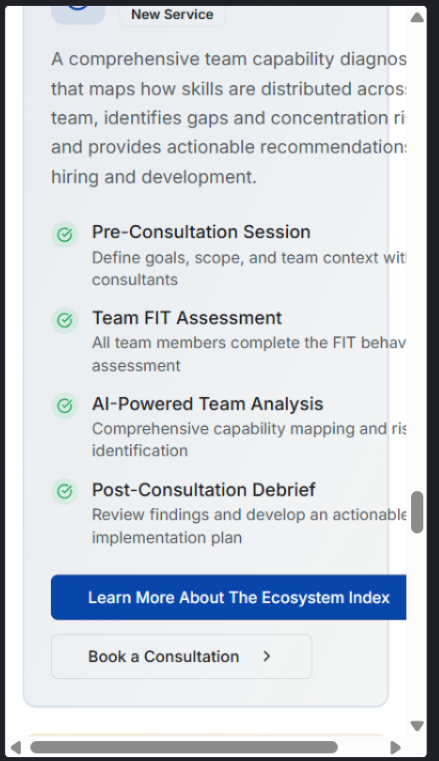 New Service
A comprehensive team capability diagnos
that maps how skills are distributed acros
team, identifies gaps and concentration ri
and provides actionable recommendations
hiring and development.
Pre-Consultation Session
Define goals, scope, and team context wit
consultants
Team FIT Assessment
All team members complete the FIT behav
assessment
AI-Powered Team Analysis
Comprehensive capability mapping and ris
identification
Post-Consultation Debrief
Review findings and develop an actionable
implementation plan
Learn More About The Ecosystem Index
Book a Consultation